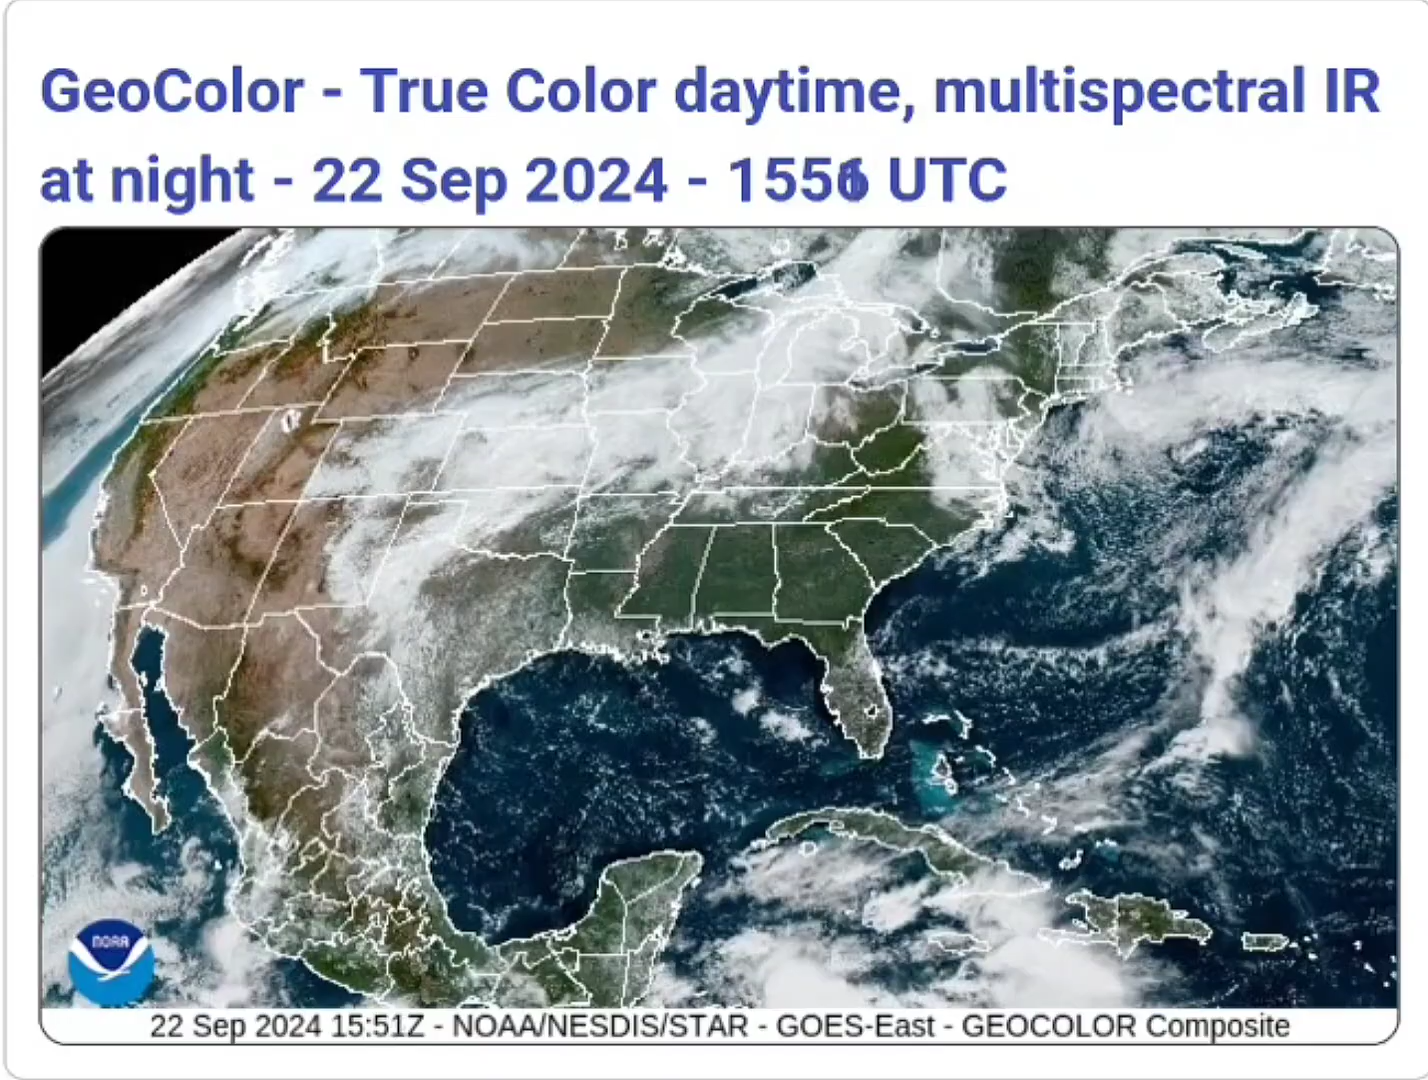 GeoColor - True Color daytime, multispectral IR
at night - 22 Sep 2024 - UTC
NOAA
22 Sep 2024 15:51Z - NOAA/NESDIS/STAR - GOES-East - GEOCOLOR Composite